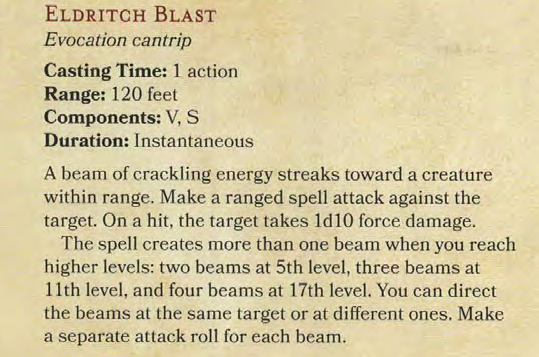 ELDRITCH BLAST
Evocation cantrip
Casting Time: 1 action
Range: 120 feet
Components: V, S
Duration: Instantaneous
A beam of crackling energy streaks toward a creature
within range. Make a ranged spell attack against the
target. On a hit, the target takes 1d10 force damage.
The spell creates more than one beam when you reach
higher levels: two beams at 5th level, three beams at
11th level, and four beams at 17th level. You can direct
the beams at the same target or at different ones. Make
a separate attack roll for each beam.